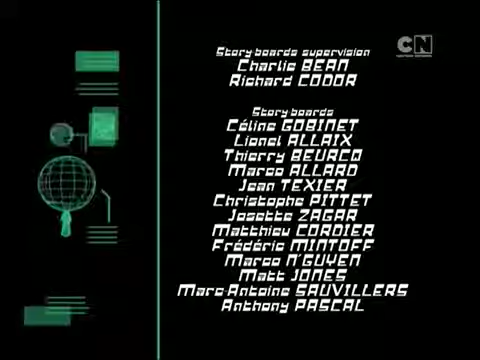 Story boards supervision
Charlie BEAN
Richard CODOR
Story boards
Céline GOBINET
Lionel ALLAIX
Thierry BEURCQ
Marco ALLARD
Jean TEXIER
Christophe PITTET
Josette ZAGAR
Matthieu CORDIER
Frédéric MINTOFF
Marco N'GUYEN
Matt JONES
Marc-Antoine SAUVILLERS
Anthony PASCAL
CN